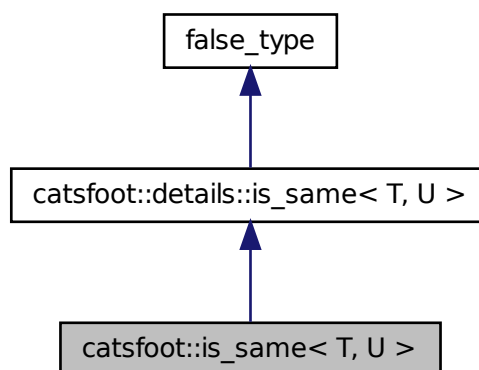 false_type
catsfoot::details::is_same< T, U >
catsfoot::is_same< T, U >